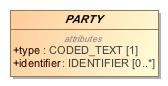 PARTY
attributes
+type : CODED_TEXT [1]
+identifier : IDENTIFIER [0..*]